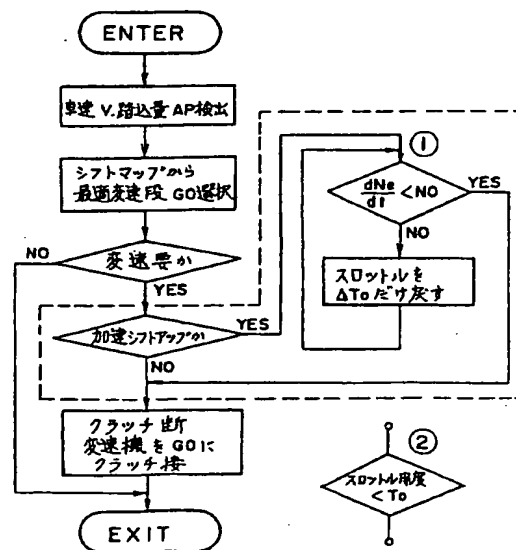 ENTER
車速 V.踏込量 AP検出
シフトマップから
最適変速段 GO選択
変速要か
NO
YES
加速シフトアップか
YES
NO
クラッチ断
変速機をGOに
クラッチ接
EXIT
①
dNe
dt
<NO
YES
NO
スロットルを
ΔToだけ戻す
②
スロットル開度
<To